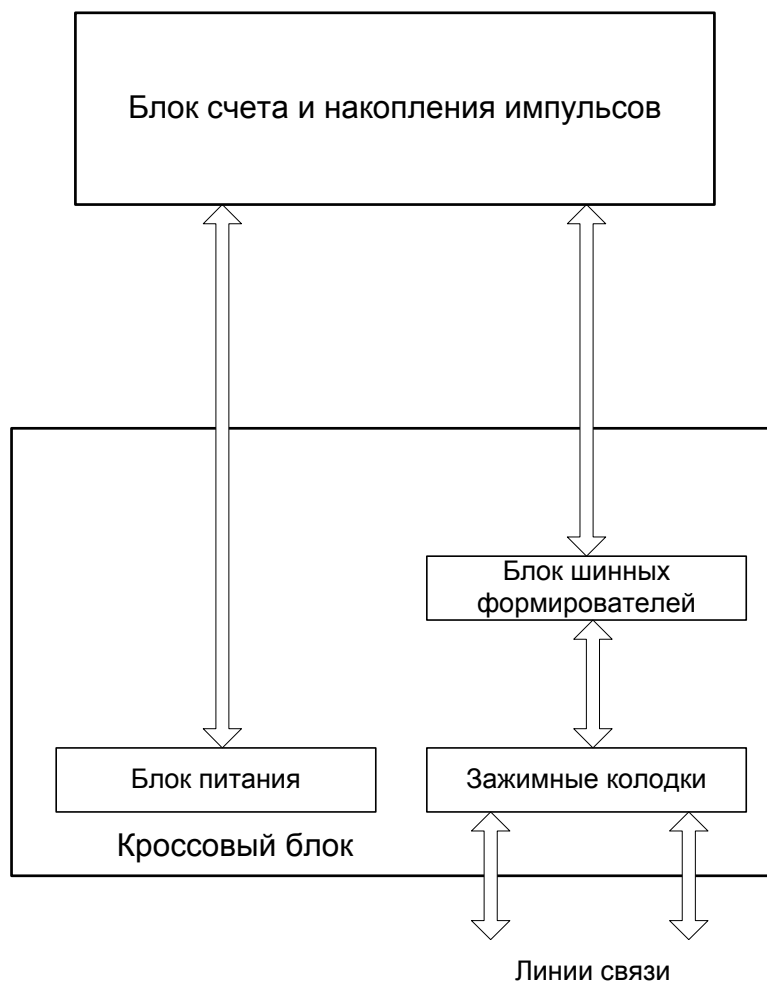 Блок счета и накопления импульсов
Блок шинных
формирователей
Блок питания
Зажимные колодки
Кроссовый блок
Линии связи